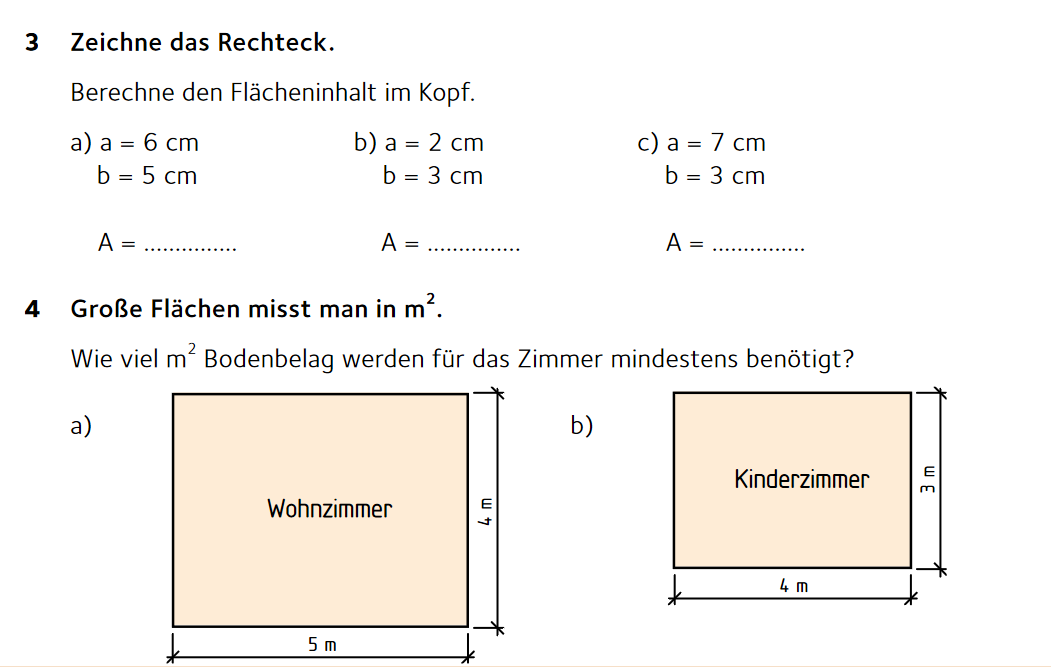 3 Zeichne das Rechteck.
Berechne den Flächeninhalt im Kopf.
a) a = 6 cm b) a = 2 cm c) a = 7 cm
b = 5 cm b = 3 cm b = 3 cm
A = ............... A = ............... A = ...............
4 Große Flächen misst man in m².
Wie viel m² Bodenbelag werden für das Zimmer mindestens benötigt?
a) b)
Wohnzimmer
4 m
5 m
Kinderzimmer
3 m
4 m